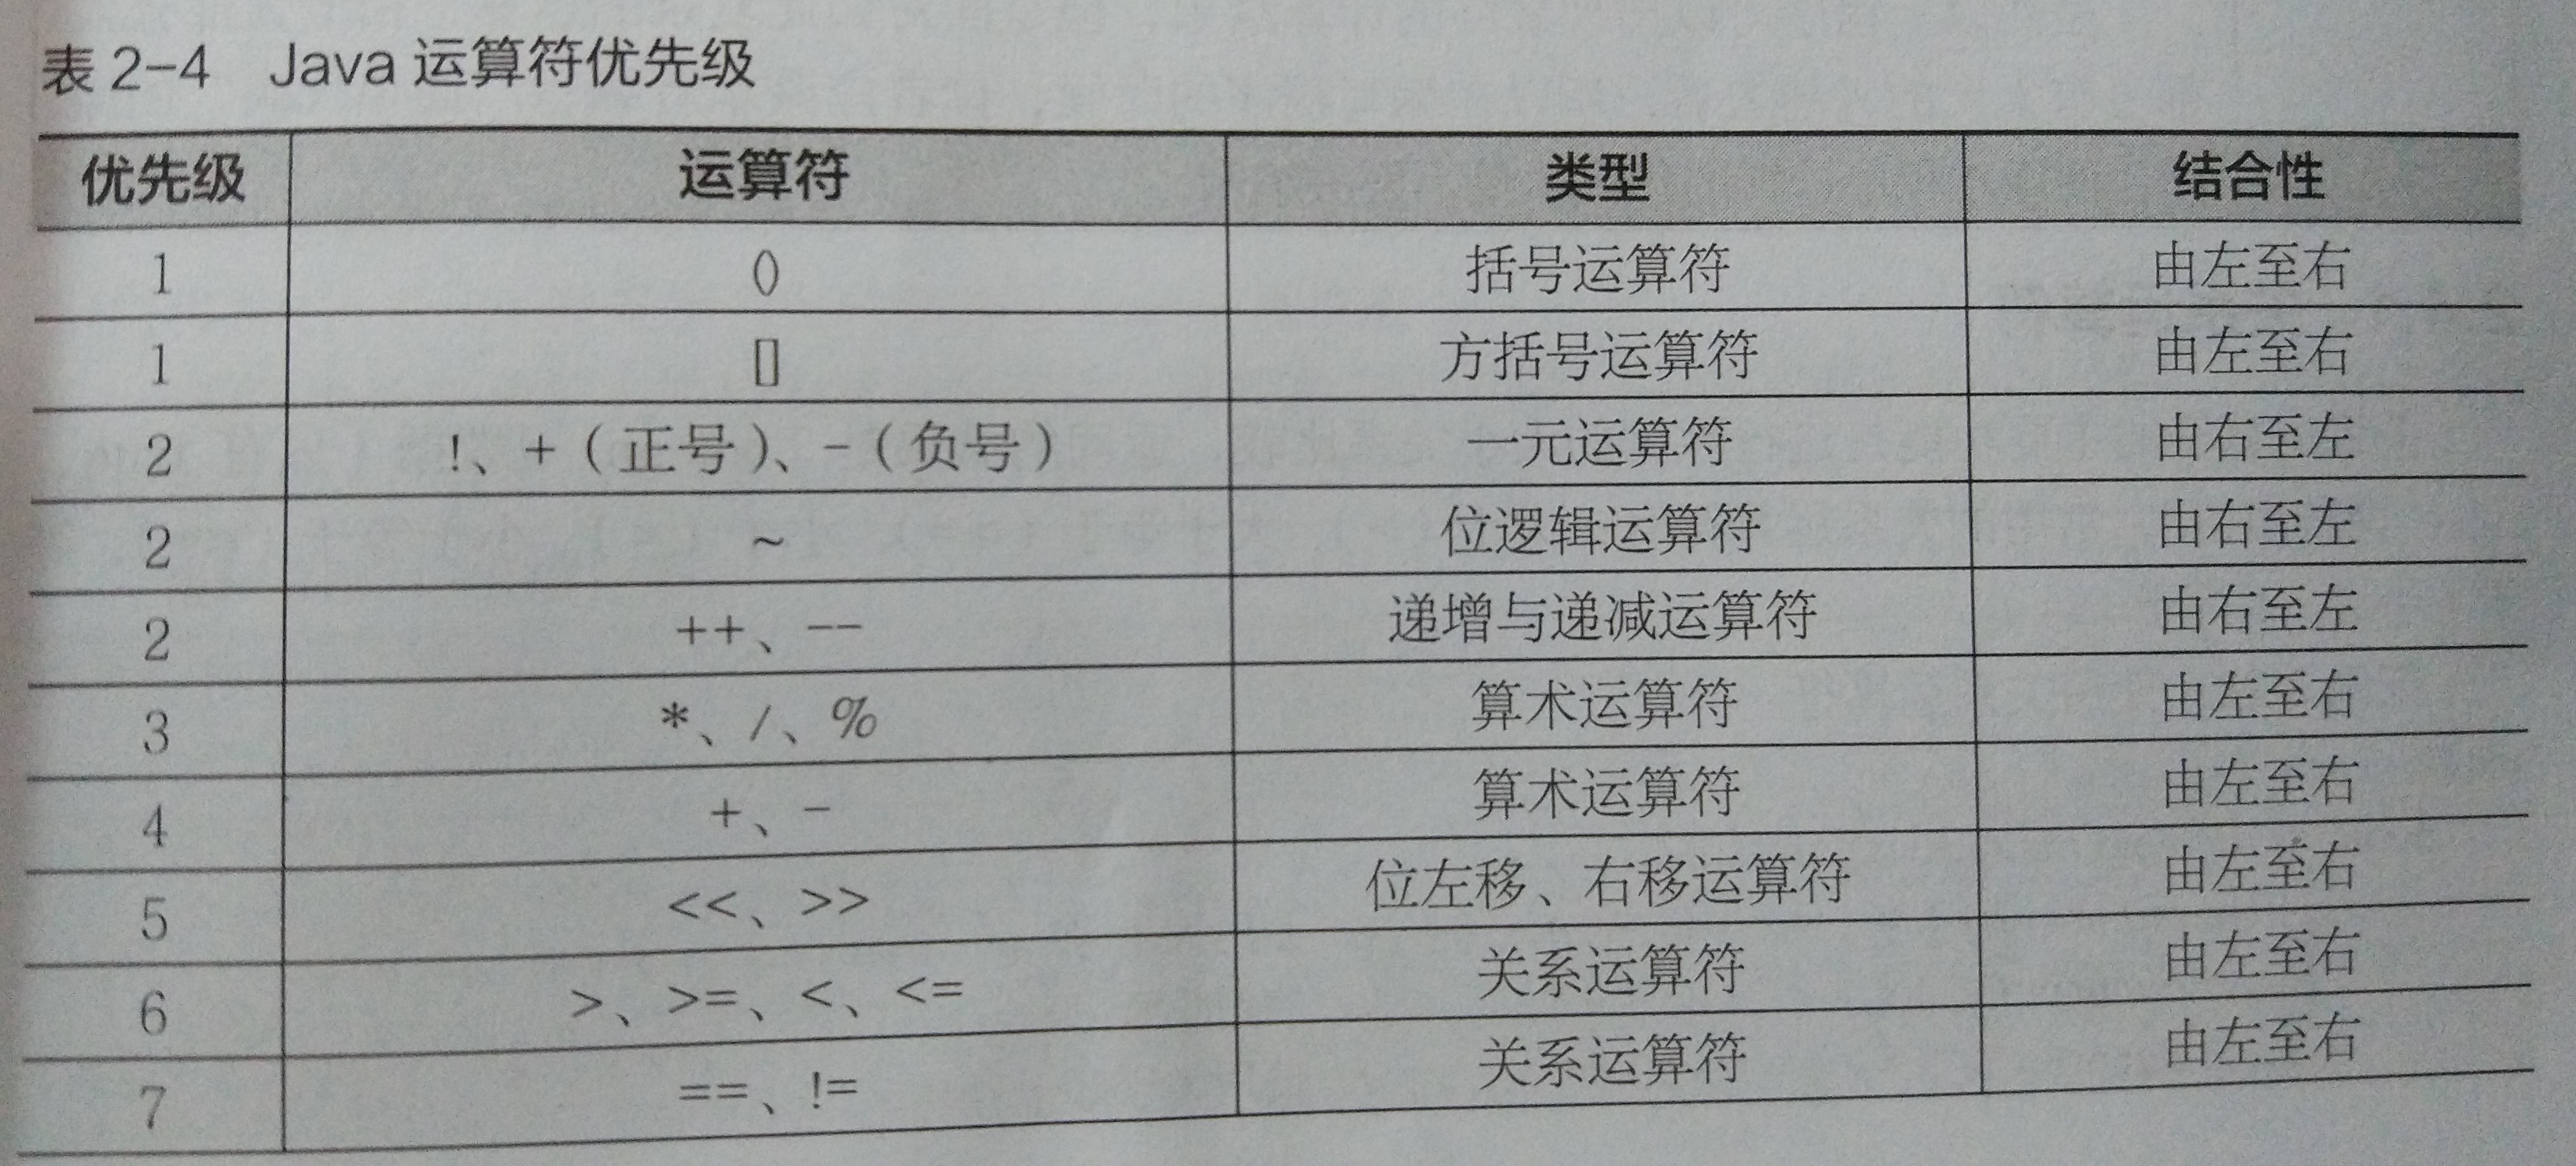 表2-4 Java 运算符优先级
优先级 运算符 类型 结合性
1 () 括号运算符 由左至右
1 [] 方括号运算符 由左至右
2 !、+（正号）、-（负号） 一元运算符 由右至左
2 ~ 位逻辑运算符 由右至左
2 ++、-- 递增与递减运算符 由右至左
3 *、/、% 算术运算符 由左至右
4 +、- 算术运算符 由左至右
5 <<、>> 位左移、右移运算符 由左至右
6 >、>=、<、<= 关系运算符 由左至右
7 ==、!= 关系运算符 由左至右